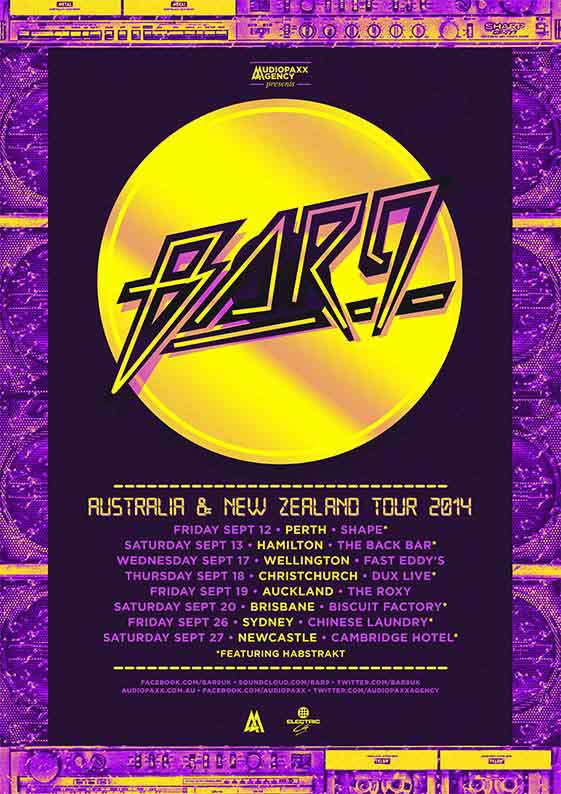 METAL
METAL
SHARP
AUDIOPAXX
AGENCY
presents
BAR9
AUSTRALIA & NEW ZEALAND TOUR 2014
FRIDAY SEPT 12 • PERTH • SHAPE*
SATURDAY SEPT 13 • HAMILTON • THE BACK BAR*
WEDNESDAY SEPT 17 • WELLINGTON • FAST EDDY'S
THURSDAY SEPT 18 • CHRISTCHURCH • DUX LIVE*
FRIDAY SEPT 19 • AUCKLAND • THE ROXY
SATURDAY SEPT 20 • BRISBANE • BISCUIT FACTORY*
FRIDAY SEPT 26 • SYDNEY • CHINESE LAUNDRY*
SATURDAY SEPT 27 • NEWCASTLE • CAMBRIDGE HOTEL*
*FEATURING HABSTRAKT
FACEBOOK.COM/BAR9UK • SOUNDCLOUD.COM/BAR9 • TWITTER.COM/BAR9UK
AUDIOPAXX.COM.AU • FACEBOOK.COM/AUDIOPAXX • TWITTER.COM/AUDIOPAXXAGENCY
ELECTRIC